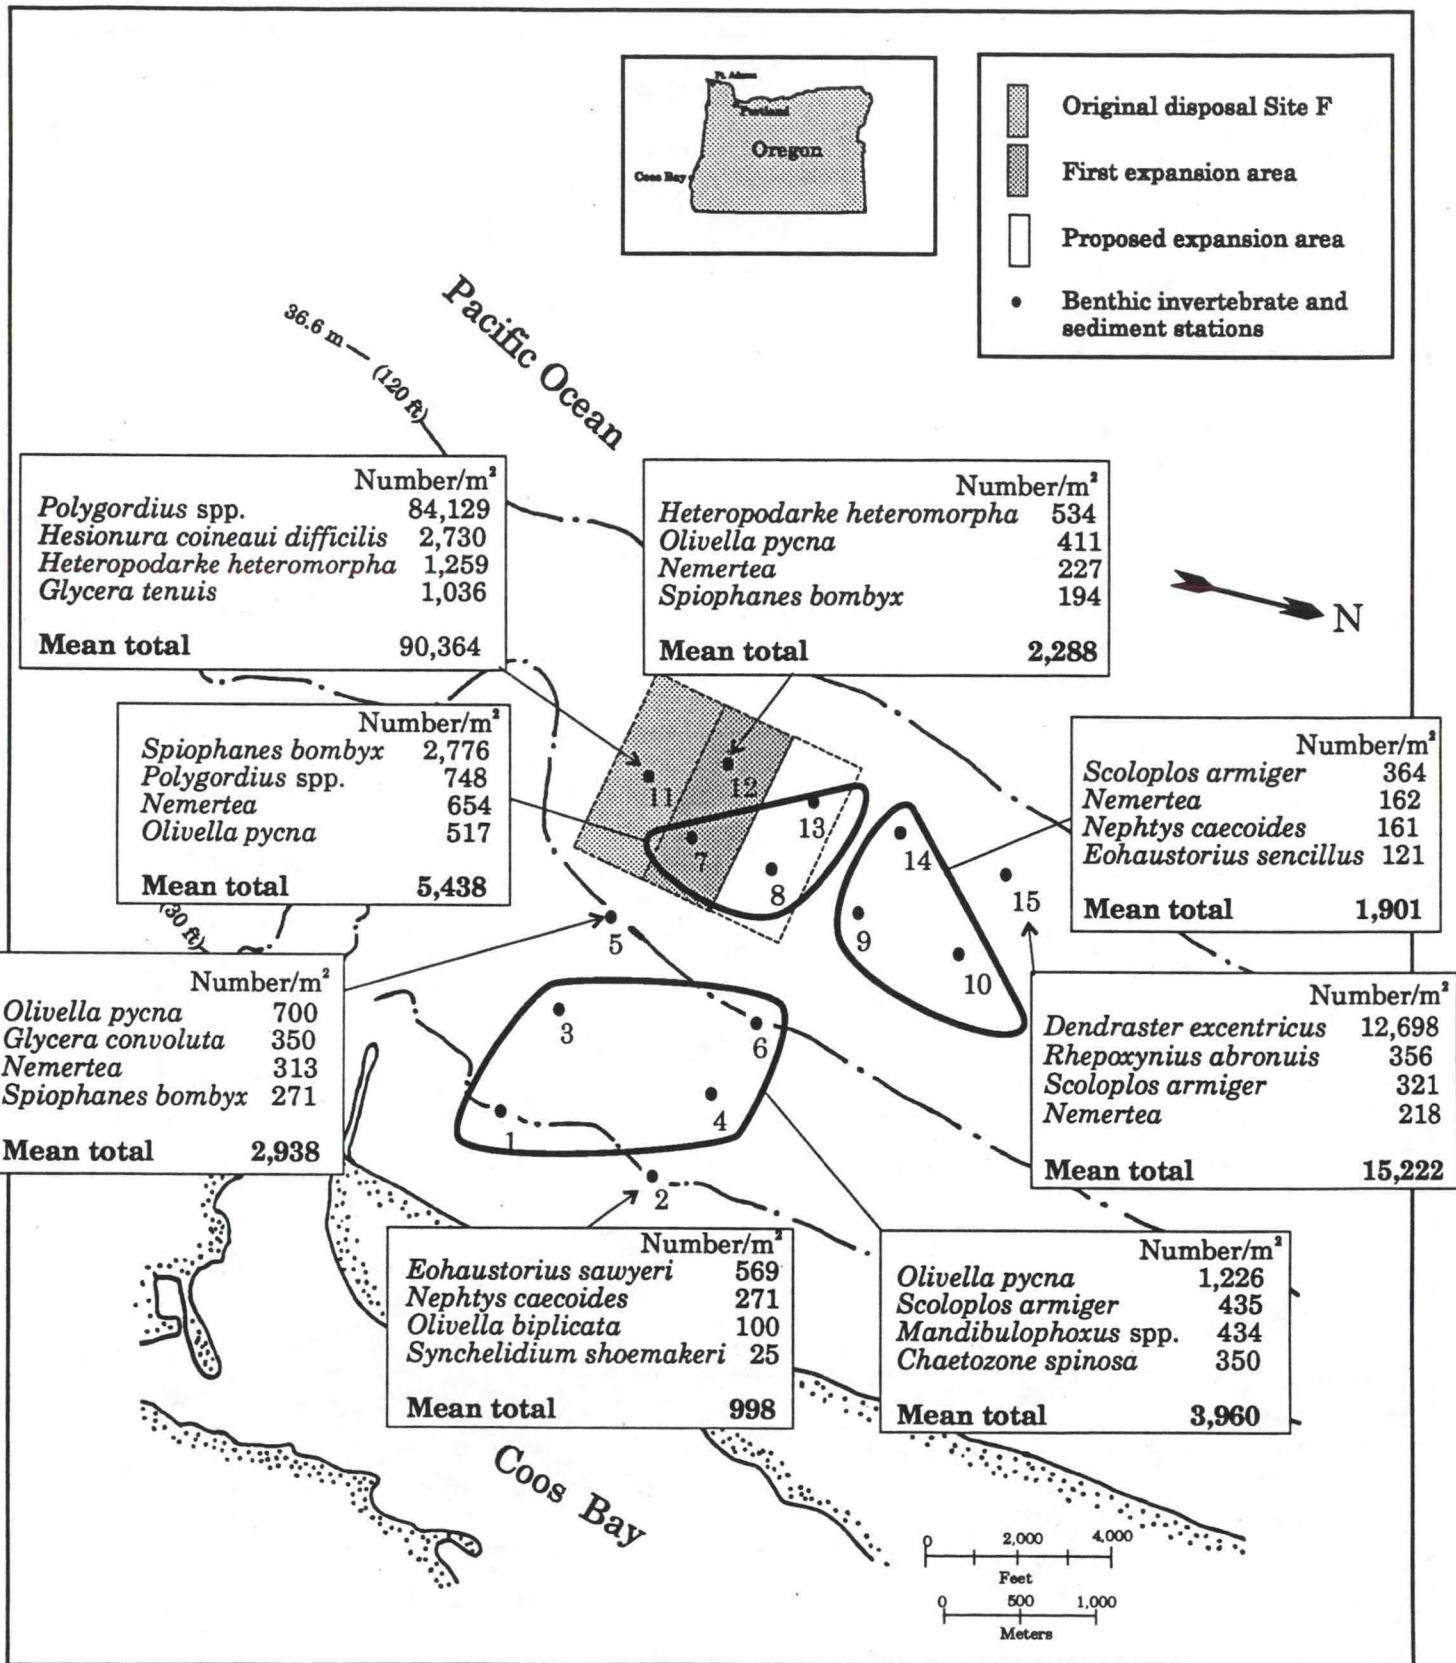 Pt. Adams
Portland
Oregon
Coos Bay
Original disposal Site F
First expansion area
Proposed expansion area
Benthic invertebrate and
sediment stations
Pacific Ocean
36.6 m
(120 ft)
Number/m²
Polygordius spp. 84,129
Hesionura coineaui difficilis 2,730
Heteropodarke heteromorpha 1,259
Glycera tenuis 1,036
Mean total 90,364
Number/m²
Heteropodarke heteromorpha 534
Olivella pycna 411
Nemertea 227
Spiophanes bombyx 194
Mean total 2,288
N
Number/m²
Spiophanes bombyx 2,776
Polygordius spp. 748
Nemertea 654
Olivella pycna 517
Mean total 5,438
Number/m²
Scoloplos armiger 364
Nemertea 162
Nephtys caecoides 161
Eohaustorius sencillus 121
Mean total 1,901
11
12
13
7
8
14
15
9
10
5
(30 ft)
Number/m²
Olivella pycna 700
Glycera convoluta 350
Nemertea 313
Spiophanes bombyx 271
Mean total 2,938
3
6
4
1
2
Number/m²
Dendraster excentricus 12,698
Rhepoxynius abronuis 356
Scoloplos armiger 321
Nemertea 218
Mean total 15,222
Number/m²
Eohaustorius sawyeri 569
Nephtys caecoides 271
Olivella biplicata 100
Synchelidium shoemakeri 25
Mean total 998
Number/m²
Olivella pycna 1,226
Scoloplos armiger 435
Mandibulophoxus spp. 434
Chaetozone spinosa 350
Mean total 3,960
Coos Bay
0 2,000 4,000
Feet
0 500 1,000
Meters